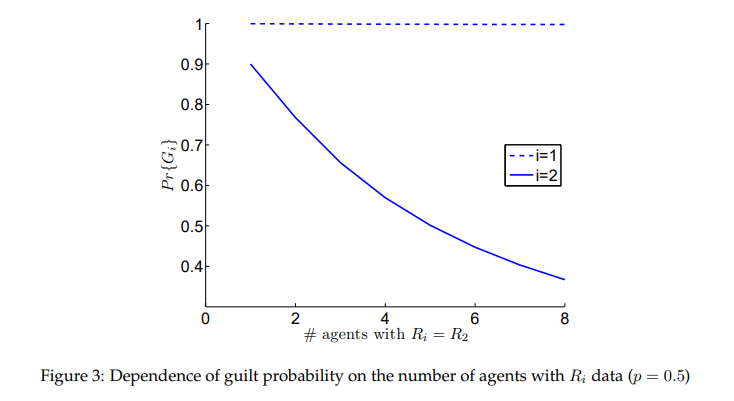 1
0.9
0.8
0.7
0.6
0.5
0.4
Pr{G_i}
i=1
i=2
0 2 4 6 8
# agents with R_i = R_2
Figure 3: Dependence of guilt probability on the number of agents with R_i data (p = 0.5)